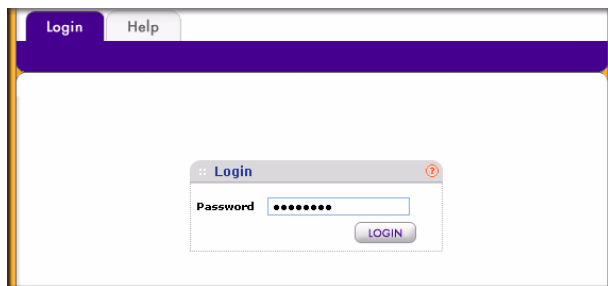 Login Help
:: Login ?
Password ••••••••
LOGIN